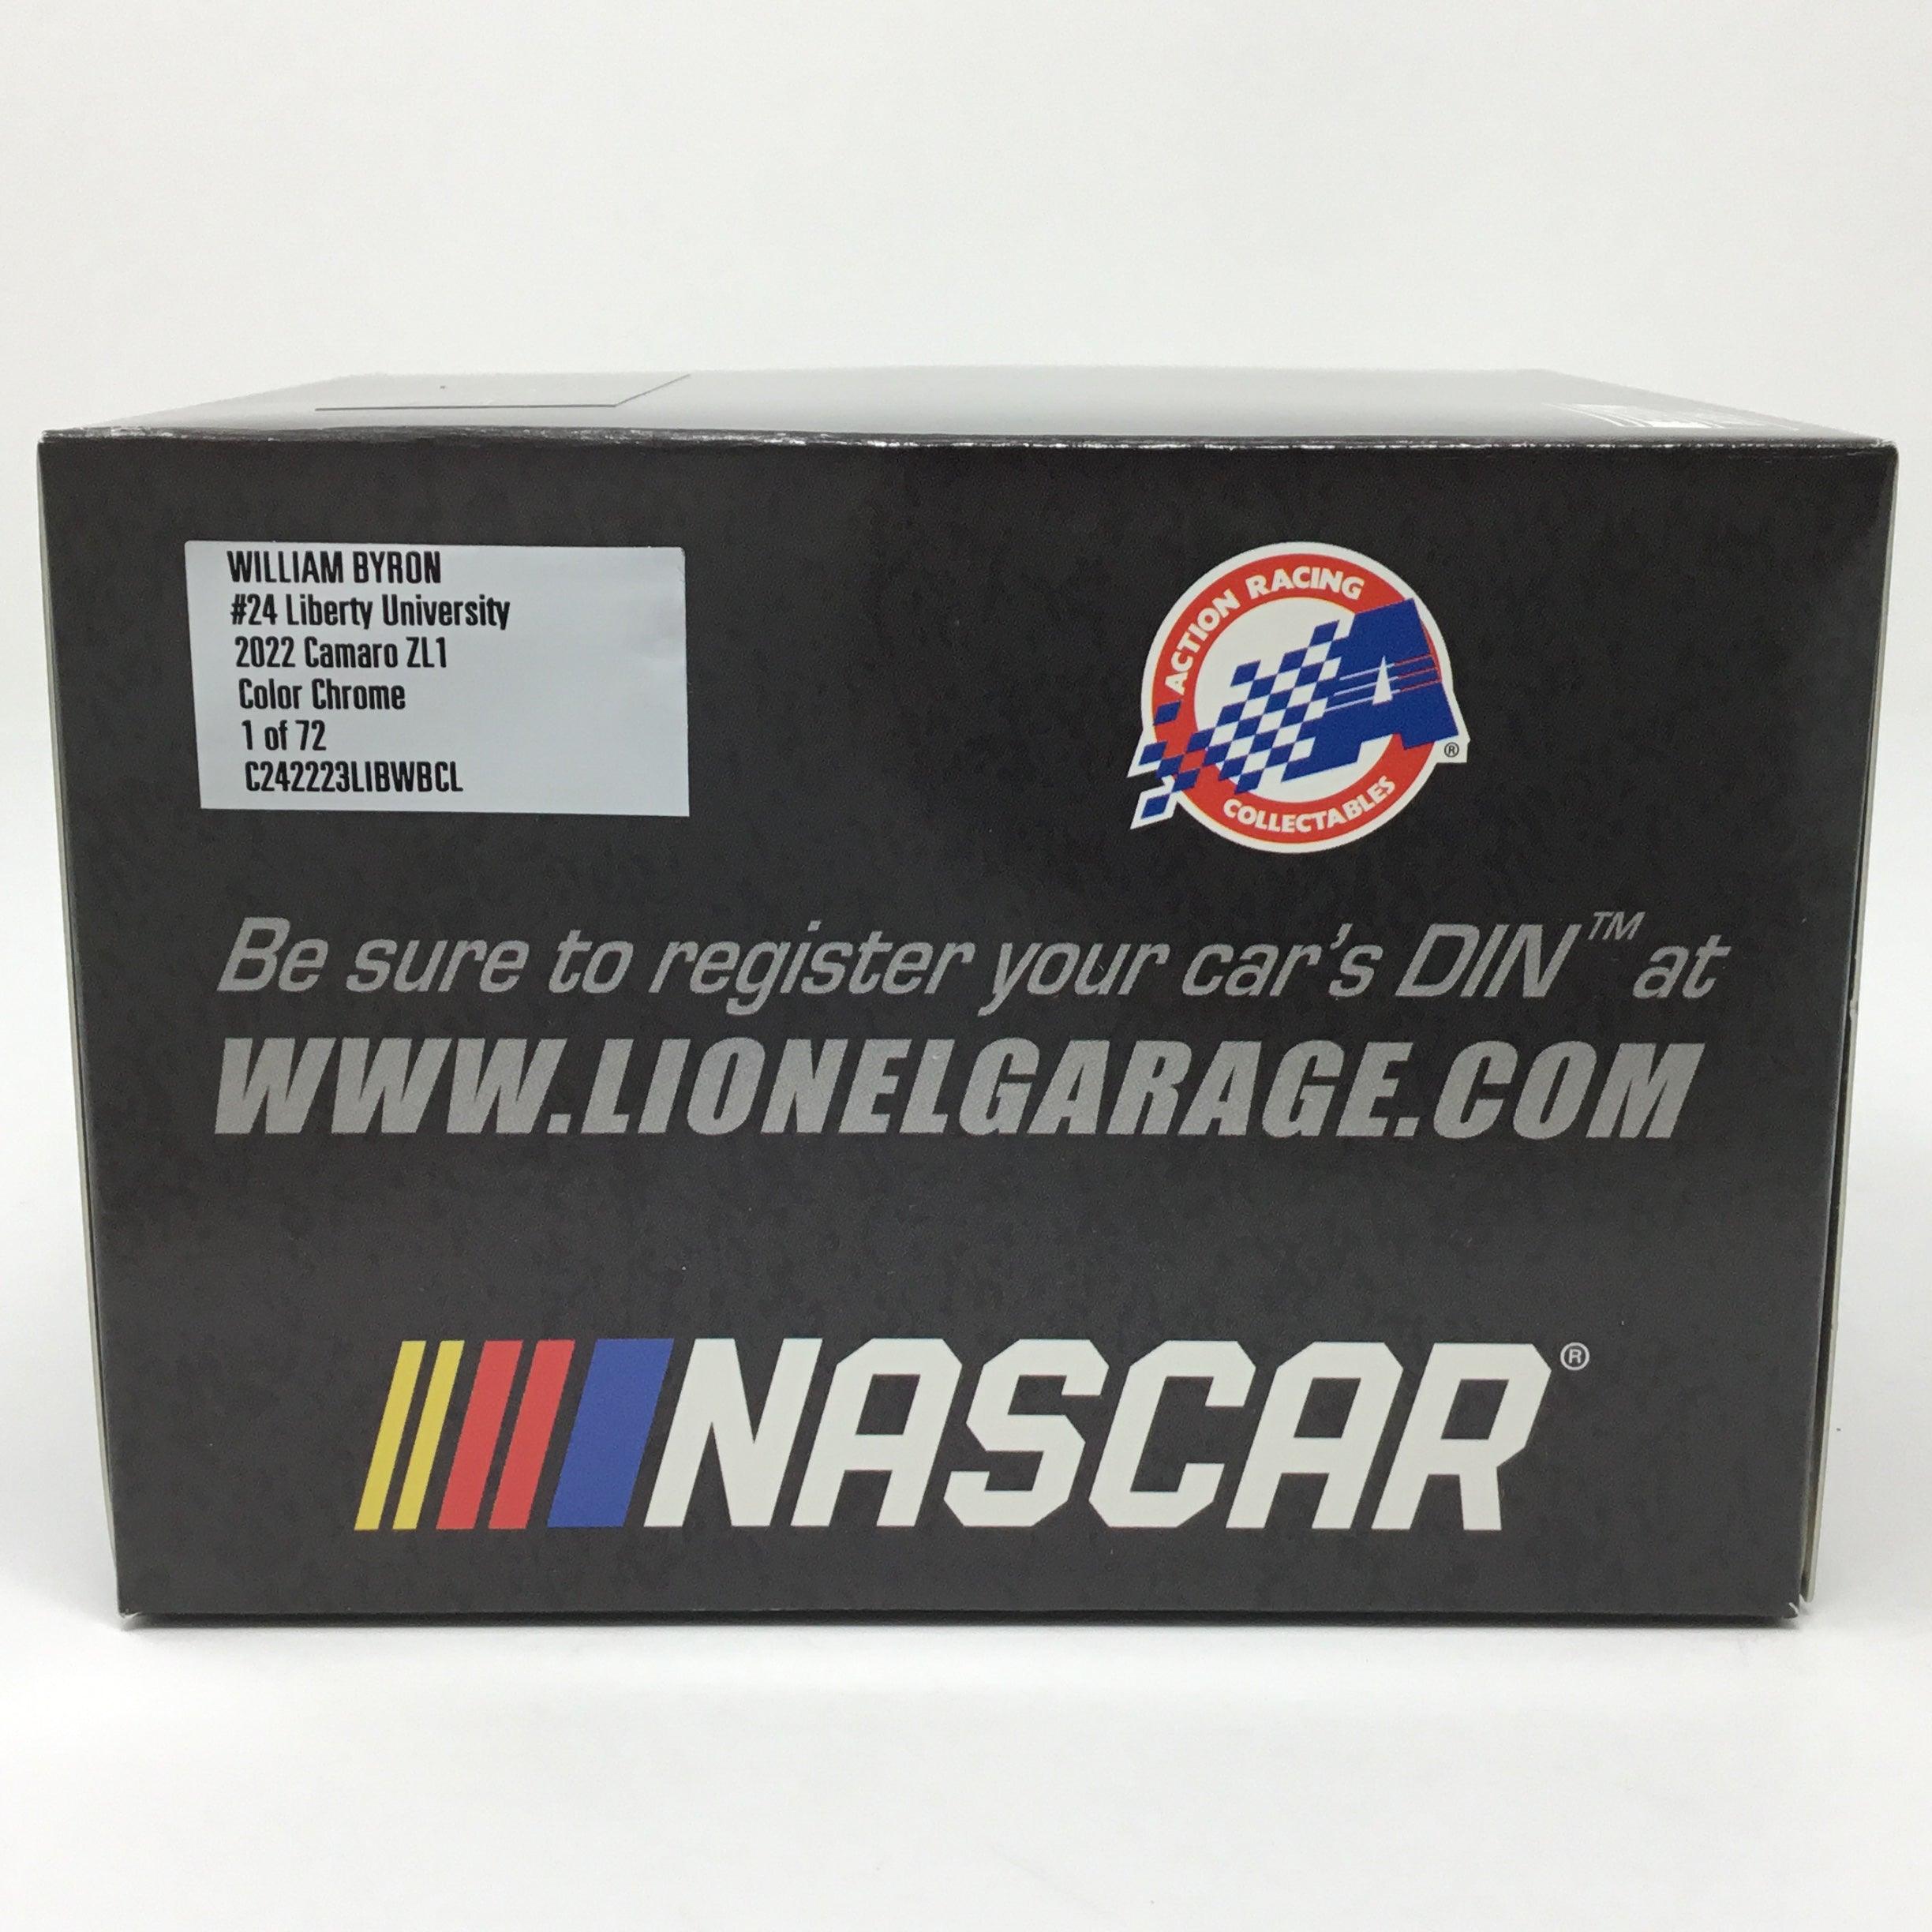 WILLIAM BYRON
#24 Liberty University
2022 Camaro ZL1
Color Chrome
1 of 72
C242223LIBWBCL
ACTION RACING
A
®
COLLECTABLES
Be sure to register your car's DIN™ at
WWW.LIONELGARAGE.COM
NASCAR®